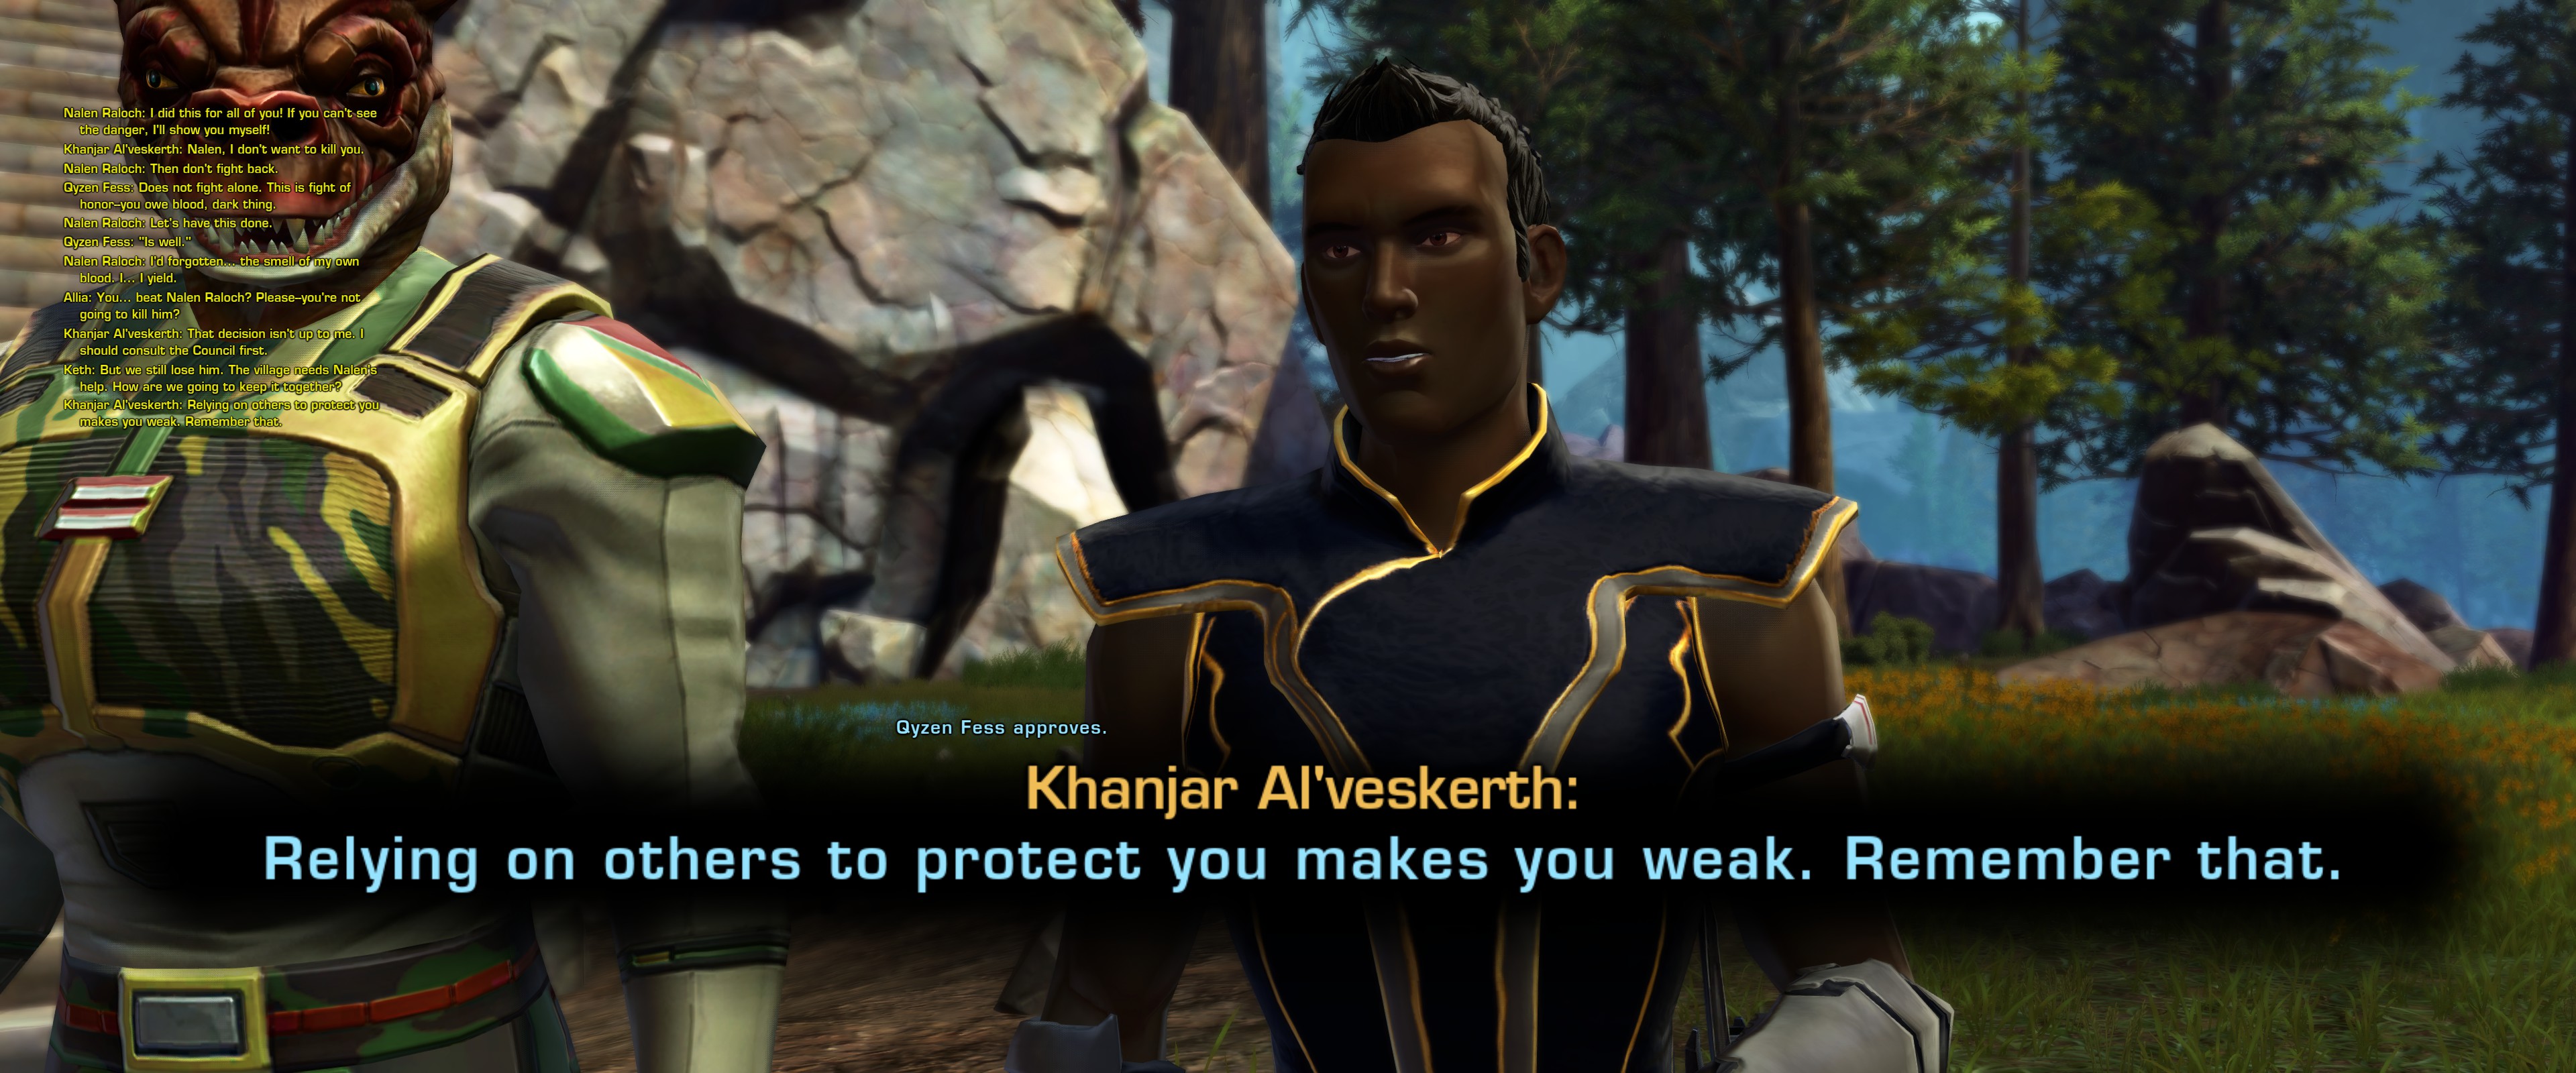 Nalen Raloch: I did this for all of you! If you can't see
the danger, I'll show you myself!
Khanjar Al'veskerth: Nalen, I don't want to kill you.
Nalen Raloch: Then don't fight back.
Qyzen Fess: Does not fight alone. This is fight of
honor–you owe blood, dark thing.
Nalen Raloch: Let's have this done.
Qyzen Fess: "Is well."
Nalen Raloch: I'd forgotten... the smell of my own
blood. I... I yield.
Allia: You... beat Nalen Raloch? Please–you're not
going to kill him?
Khanjar Al'veskerth: That decision isn't up to me. I
should consult the Council first.
Keth: But we still lose him. The village needs Nalen's
help. How are we going to keep it together?
Khanjar Al'veskerth: Relying on others to protect you
makes you weak. Remember that.
Qyzen Fess approves.
Khanjar Al'veskerth:
Relying on others to protect you makes you weak. Remember that.